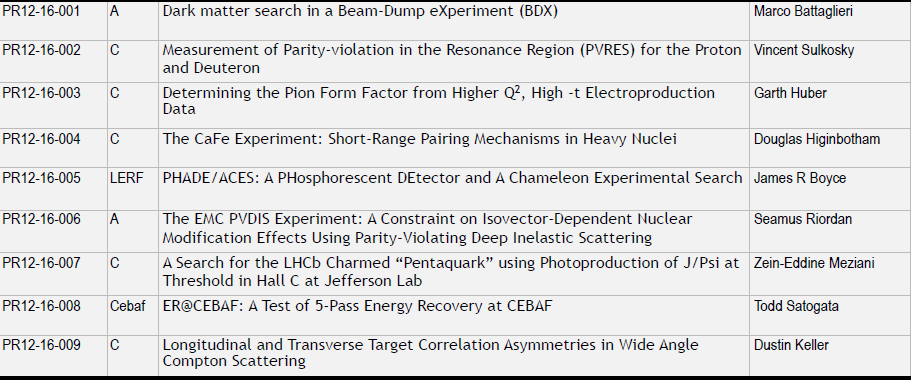 PR12-16-001 A Dark matter search in a Beam-Dump eXperiment (BDX) Marco Battaglieri
PR12-16-002 C Measurement of Parity-violation in the Resonance Region (PVRES) for the Proton Vincent Sulkosky
and Deuteron
PR12-16-003 C Determining the Pion Form Factor from Higher Q², High -t Electroproduction Garth Huber
Data
PR12-16-004 C The CaFe Experiment: Short-Range Pairing Mechanisms in Heavy Nuclei Douglas Higinbotham
PR12-16-005 LERF PHADE/ACES: A PHosphorescent DEtector and A Chameleon Experimental Search James R Boyce
PR12-16-006 A The EMC PVDIS Experiment: A Constraint on Isovector-Dependent Nuclear Seamus Riordan
Modification Effects Using Parity-Violating Deep Inelastic Scattering
PR12-16-007 C A Search for the LHCb Charmed “Pentaquark” using Photoproduction of J/Psi at Zein-Eddine Meziani
Threshold in Hall C at Jefferson Lab
PR12-16-008 Cebaf ER@CEBAF: A Test of 5-Pass Energy Recovery at CEBAF Todd Satogata
PR12-16-009 C Longitudinal and Transverse Target Correlation Asymmetries in Wide Angle Dustin Keller
Compton Scattering